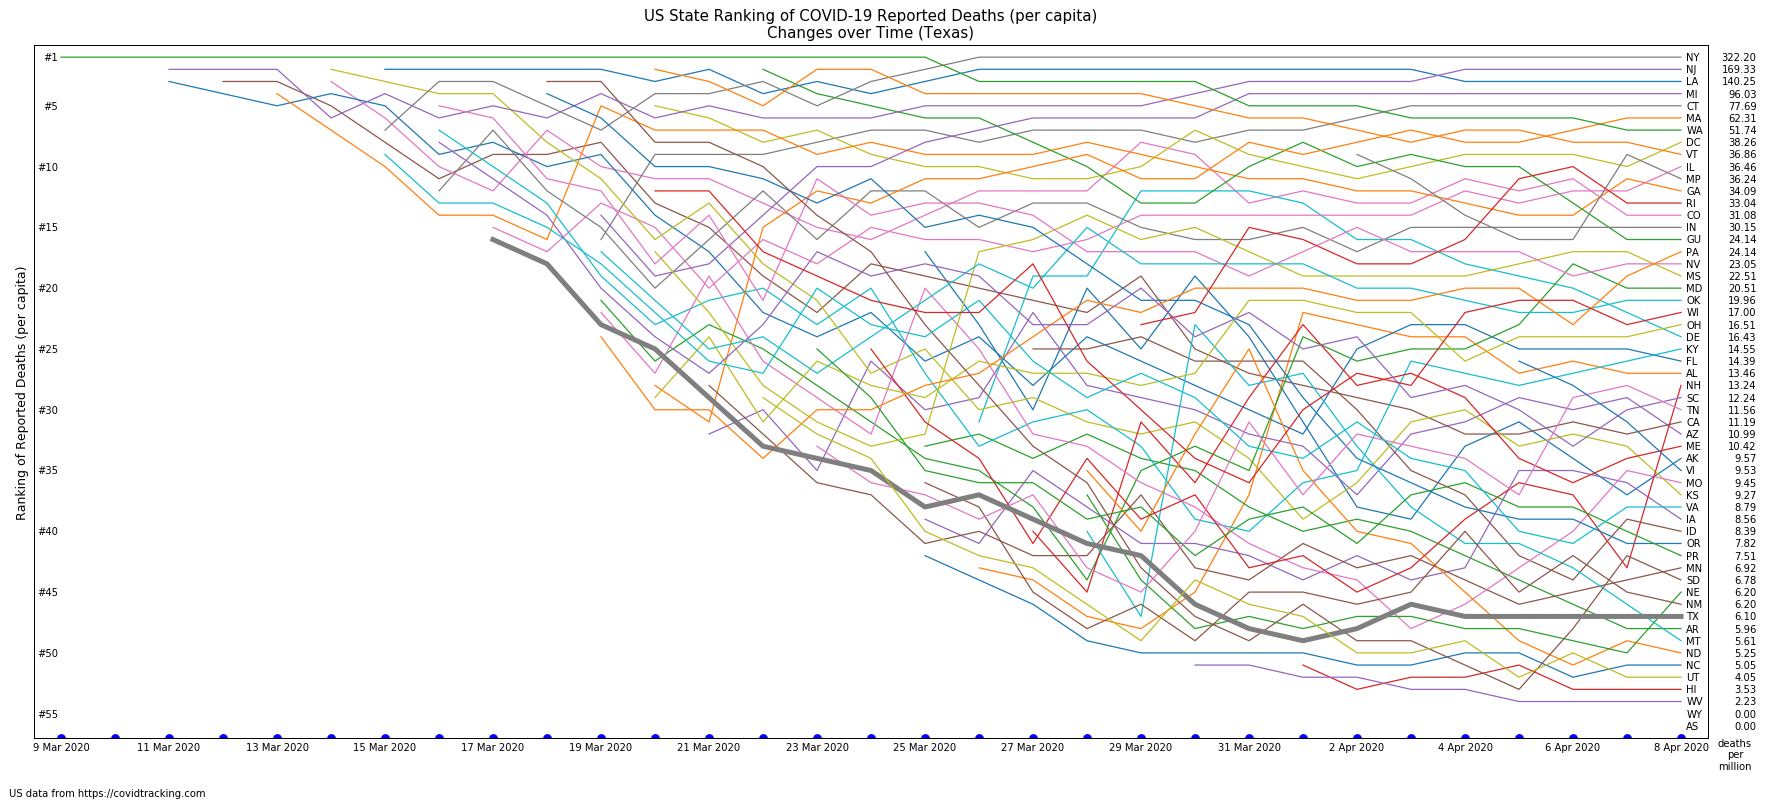 US State Ranking of COVID-19 Reported Deaths (per capita)
Changes over Time (Texas)
Ranking of Reported Deaths (per capita)
#1
#5
#10
#15
#20
#25
#30
#35
#40
#45
#50
#55
NY 322.20
NJ 169.33
LA 140.25
MI 96.03
CT 77.69
MA 62.31
WA 51.74
DC 38.26
VT 36.86
IL 36.46
MP 36.24
GA 34.09
RI 33.04
CO 31.08
IN 30.15
GU 24.14
PA 24.14
NV 23.05
MS 22.51
MD 20.51
OK 19.96
WI 17.00
OH 16.51
DE 16.43
KY 14.55
FL 14.39
AL 13.46
NH 13.24
SC 12.24
TN 11.56
CA 11.19
AZ 10.99
ME 10.42
AK 9.57
VI 9.53
MO 9.45
KS 9.27
VA 8.79
IA 8.56
ID 8.39
OR 7.82
PR 7.51
MN 6.92
SD 6.78
NE 6.20
NM 6.20
TX 6.10
AR 5.96
MT 5.61
ND 5.25
NC 5.05
UT 4.05
HI 3.53
WV 2.23
WY 0.00
AS 0.00
9 Mar 2020 11 Mar 2020 13 Mar 2020 15 Mar 2020 17 Mar 2020 19 Mar 2020 21 Mar 2020 23 Mar 2020 25 Mar 2020 27 Mar 2020 29 Mar 2020 31 Mar 2020 2 Apr 2020 4 Apr 2020 6 Apr 2020 8 Apr 2020
deaths
per
million
US data from https://covidtracking.com